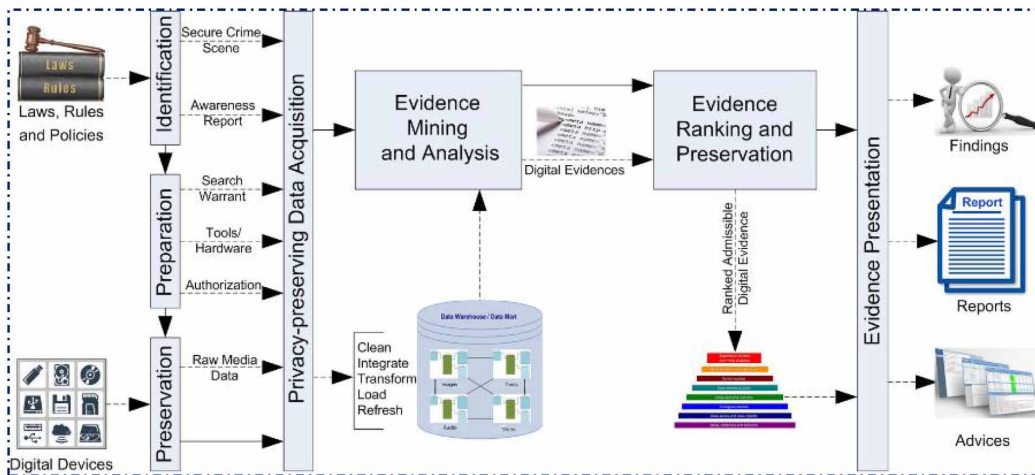 Laws
Rules
Laws, Rules
and Policies
Digital Devices
Identification
Preparation
Preservation
Secure Crime
Scene
Awareness
Report
Search
Warrant
Tools/
Hardware
Authorization
Raw Media
Data
Privacy-preserving Data Acquisition
Evidence
Mining
and Analysis
Digital Evidences
Evidence
Ranking and
Preservation
Clean
Integrate
Transform
Load
Refresh
Data Warehouse / Data Mart
Images
Audio
Ranked Admissible
Digital Evidence
Evidence Presentation
Findings
Report
Reports
Advices